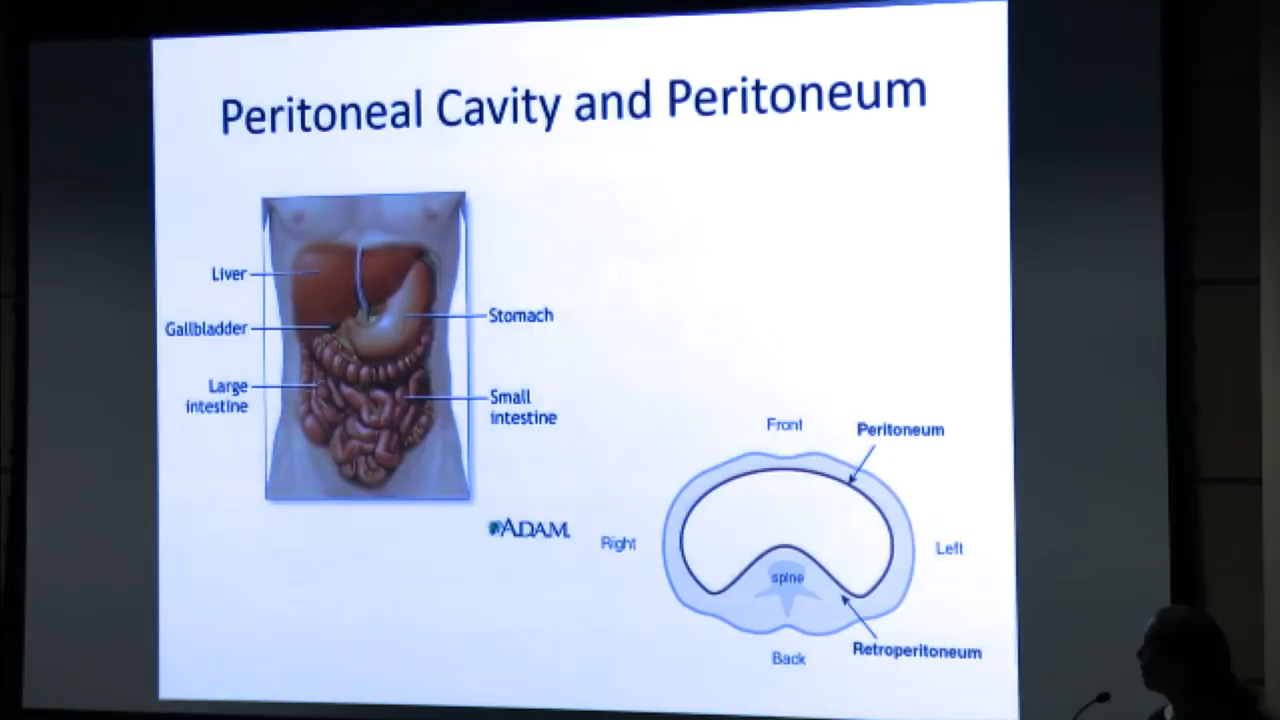 Peritoneal Cavity and Peritoneum
Liver
Gallbladder
Large
intestine
Stomach
Small
intestine
ADAM.
Front
Peritoneum
Right
Left
spine
Back
Retroperitoneum